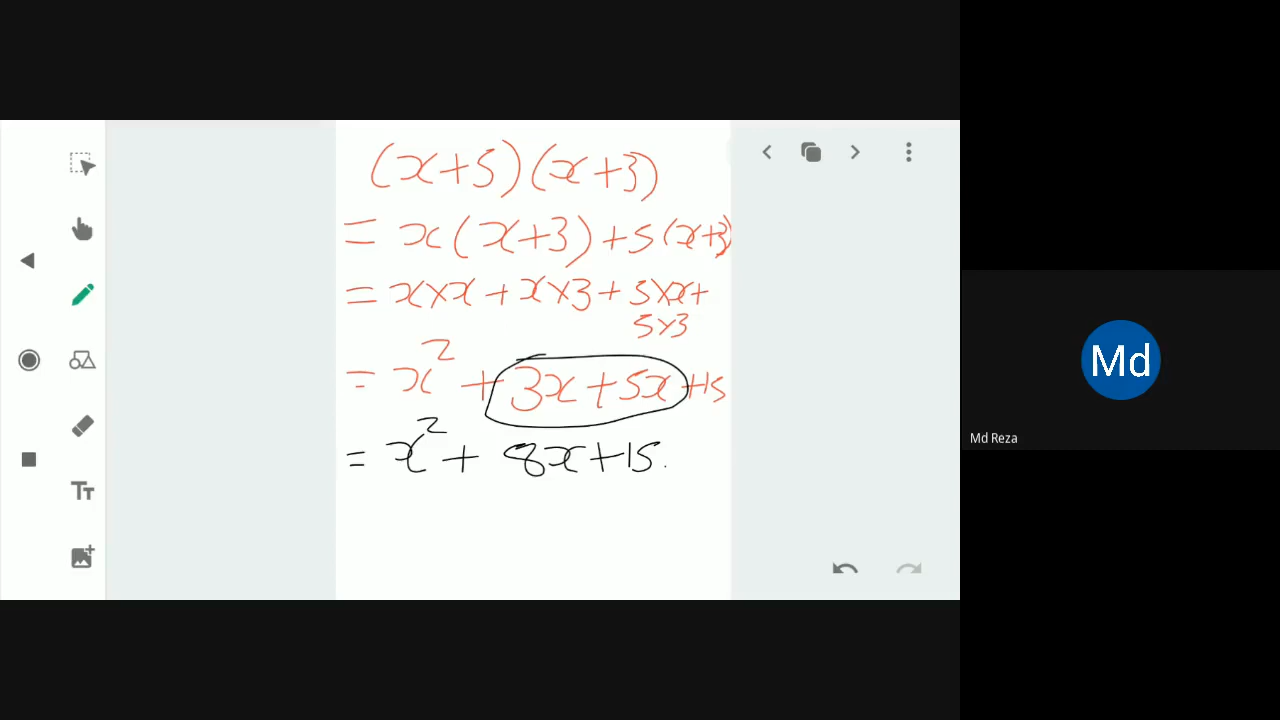 (x+5)(x+3)
= x(x+3)+5(x+3)
= x×x+x×3+5×x+
5×3
= x²+3x+5x+15
= x²+8x+15.
Tт
Md
Md Reza